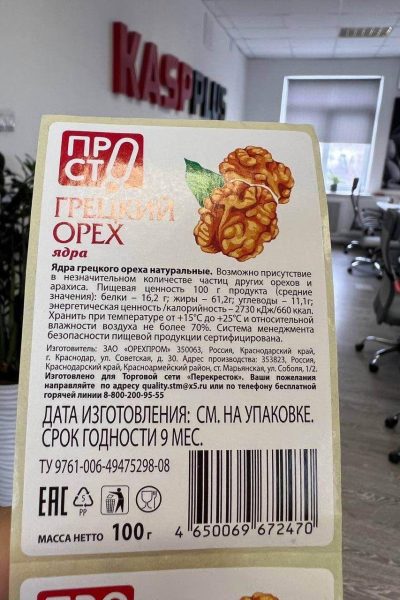 KASPPLUS
ПРО
СТО
ГРЕЦКИЙ
ОРЕХ
ядра
Ядра грецкого ореха натуральные. Возможно присутствие
в незначительном количестве частиц других орехов и
арахиса. Пищевая ценность 100 г продукта (средние
значения): белки – 16,2 г; жиры – 61,2г; углеводы – 11,1г;
энергетическая ценность /калорийность – 2730 кДж/660 ккал.
Хранить при температуре от +15°С до +25°С и относительной
влажности воздуха не более 70%. Система менеджмента
безопасности пищевой продукции сертифицирована.
Изготовитель: ЗАО «ОРЕХПРОМ» 350063, Россия, Краснодарский край,
г. Краснодар, ул. Советская, д. 30. Адрес производства: 353823, Россия,
Краснодарский край, Красноармейский район, ст. Марьянская, ул. Соболя, 1/2.
Изготовлено для Торговой сети «Перекресток». Ваши пожелания
направляйте по адресу quality.stm@x5.ru или по телефону бесплатной
горячей линии 8-800-200-95-55
ДАТА ИЗГОТОВЛЕНИЯ: СМ. НА УПАКОВКЕ.
СРОК ГОДНОСТИ 9 МЕС.
ТУ 9761-006-49475298-08
ЕАС
5
PP
МАССА НЕТТО 100 г
4 650069 672470
ПРО